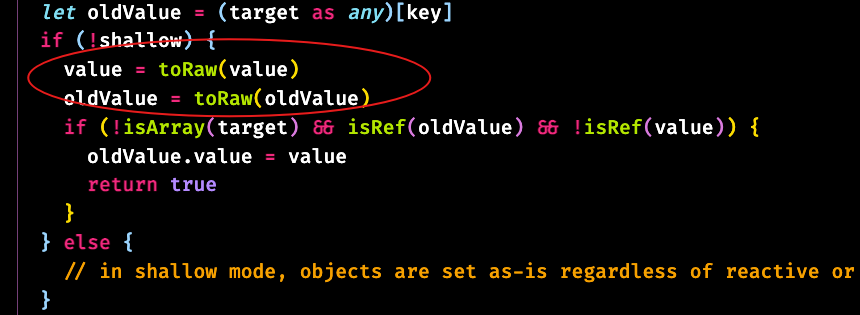 let oldValue = (target as any)[key]
if (!shallow) {
value = toRaw(value)
oldValue = toRaw(oldValue)
if (!isArray(target) && isRef(oldValue) && !isRef(value)) {
oldValue.value = value
return true
}
} else {
// in shallow mode, objects are set as-is regardless of reactive or
}